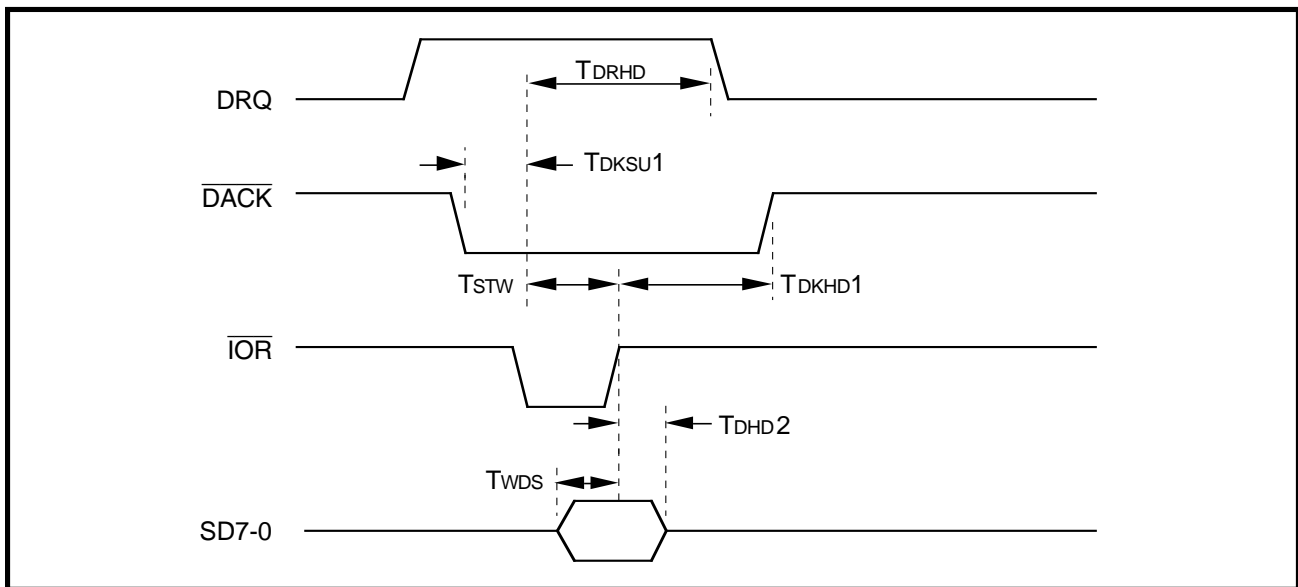 TDRHD
DRQ
TDKSU1
DACK
TSTW
TDKHD1
IOR
TDHD2
TWDS
SD7-0